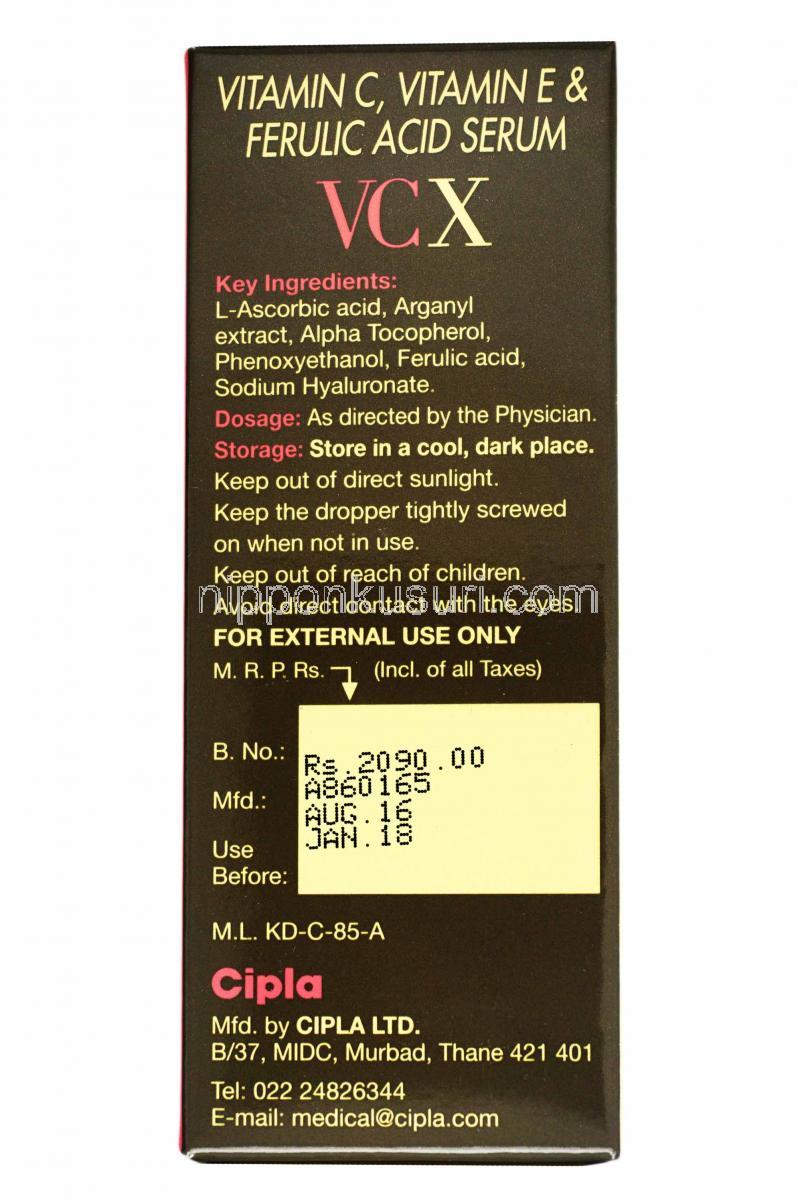 VITAMIN C, VITAMIN E &
FERULIC ACID SERUM
VCX
Key Ingredients:
L-Ascorbic acid, Arganyl
extract, Alpha Tocopherol,
Phenoxyethanol, Ferulic acid,
Sodium Hyaluronate.
Dosage: As directed by the Physician.
Storage: Store in a cool, dark place.
Keep out of direct sunlight.
Keep the dropper tightly screwed
on when not in use.
Keep out of reach of children.
nipponkusuri.com
Avoid direct contact with the eyes.
FOR EXTERNAL USE ONLY
M. R. P. Rs. (Incl. of all Taxes)
B. No.:
Mfd.:
Use
Before:
Rs.2090.00
A860165
AUG.16
JAN.18
M.L. KD-C-85-A
Cipla
Mfd. by CIPLA LTD.
B/37, MIDC, Murbad, Thane 421 401
Tel: 022 24826344
E-mail: medical@cipla.com